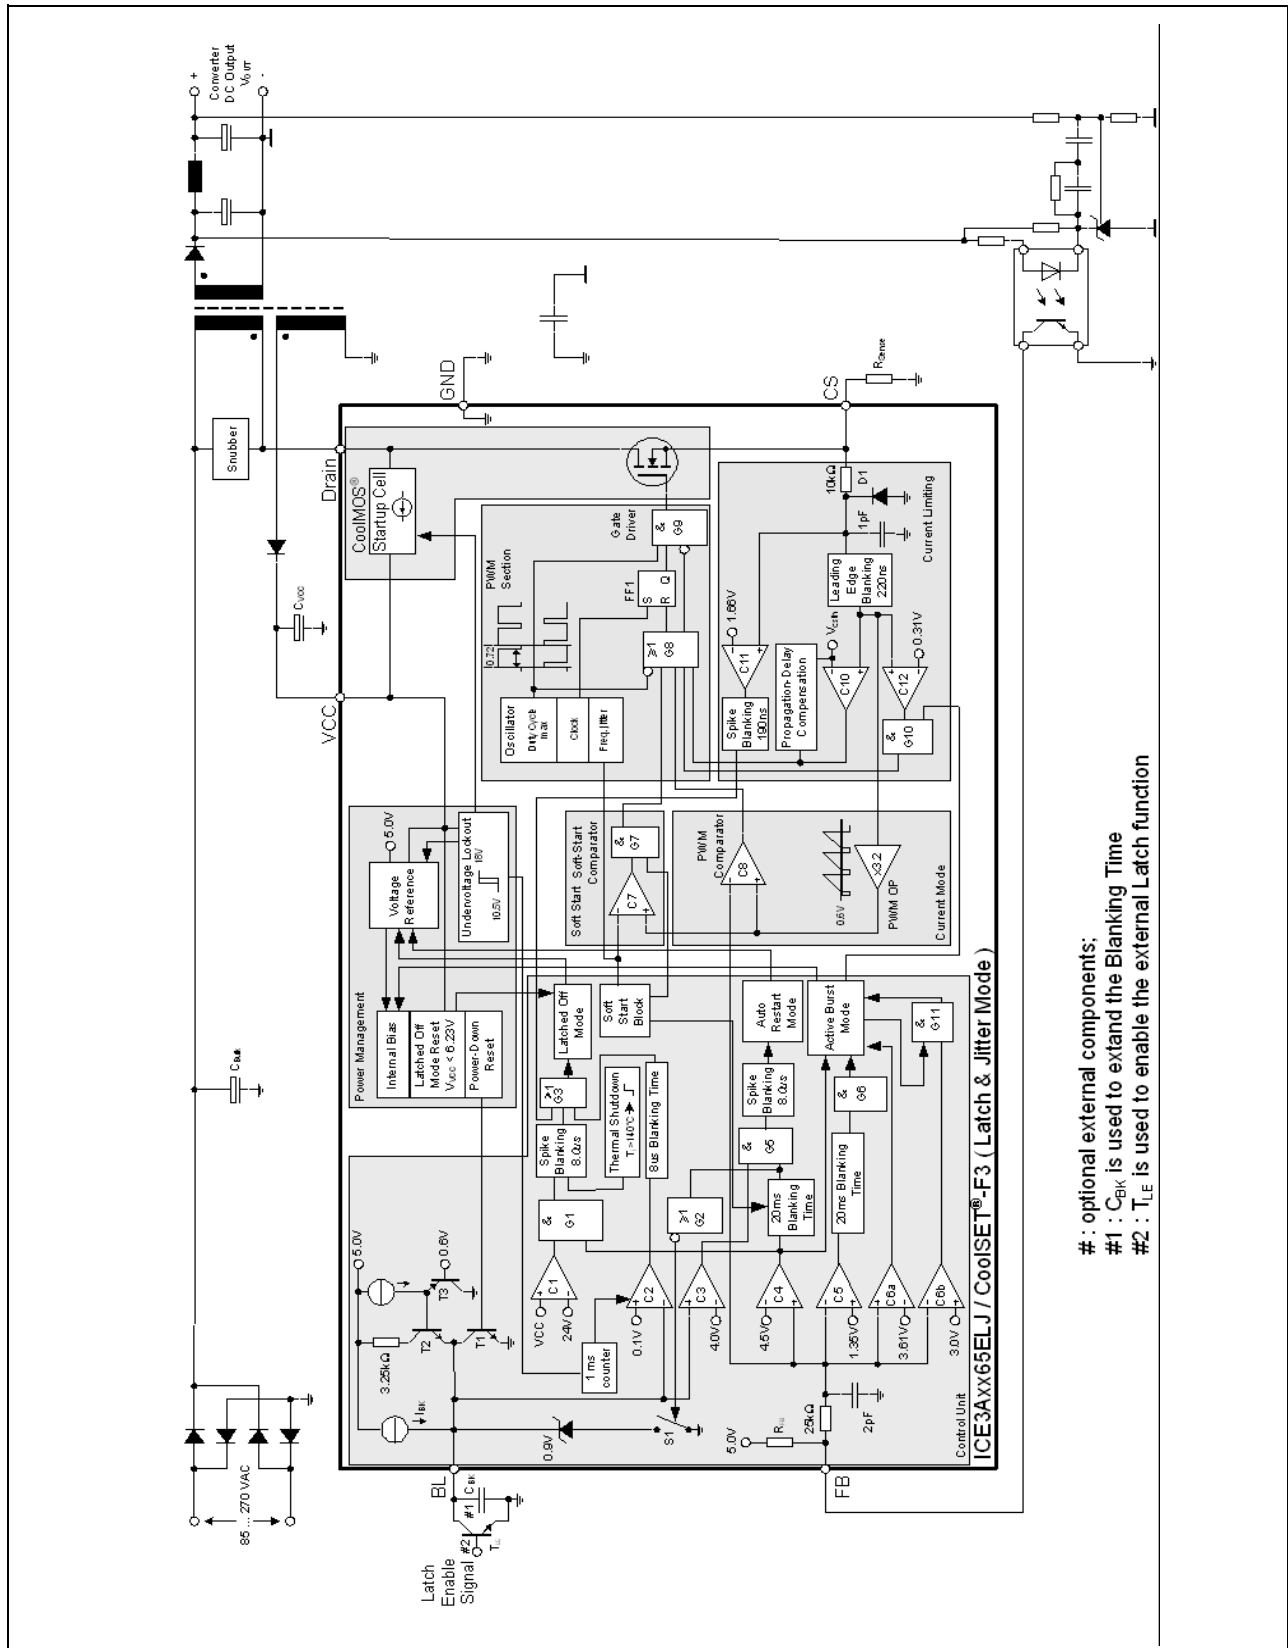 +
Converter
DC Output
VOUT
-
Snubber
CVCC
CBulk
85 ... 270 VAC
Drain
GND
CS
RSense
VCC
CoolMOS®
Startup Cell
PWM
Section
0.72
Oscillator
Duty Cycle
max
Clock
Freq. Jitter
Gate
Driver
&
G9
FF1
S
R Q
≥1
G8
1.66V
C11
Spike
Blanking
190ns
Propagation-Delay
Compensation
Vcsth
C10
C12
0.31V
&
G10
Leading
Edge
Blanking
220ns
10kΩ
D1
1pF
Current Limiting
Power Management
Internal Bias
Latched Off
Mode Reset
VVCC < 6.23V
Power-Down
Reset
5.0V
Voltage
Reference
Undervoltage Lockout
18V
10.5V
Soft-Start
Comparator
Soft Start
C7
&
G7
PWM
Comparator
C8
0.6V
x3.2
PWM OP
Current Mode
Soft
Start
Block
Latched Off
Mode
≥1
G3
Spike
Blanking
8.0us
Thermal Shutdown
Tj >140°C
8us Blanking Time
Auto
Restart
Mode
Spike
Blanking
8.0us
&
G5
Active Burst
Mode
&
G6
&
G11
20ms
Blanking
Time
20ms Blanking
Time
≥1
G2
&
G1
C1
VCC
24V
C2
0.1V
C3
4.0V
C4
4.5V
C5
1.35V
C6a
3.61V
C6b
3.0V
1 ms
counter
5.0V
3.25kΩ
T3
0.6V
T2
T1
IBK
0.9V
S1
5.0V
25kΩ
2pF
Control Unit
BL
FB
#1 CBK
#2
Latch
Enable
Signal
ICE3Axx65ELJ / CoolSET®-F3 ( Latch & Jitter Mode )
# : optional external components;
#1 : CBK is used to extand the Blanking Time
#2 : TLE is used to enable the external Latch function